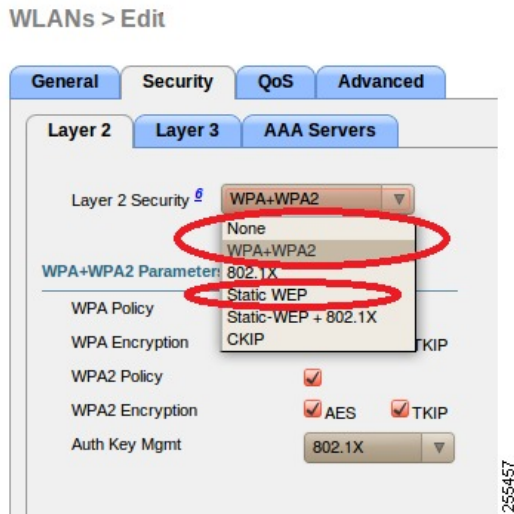 WLANs > Edit
General Security QoS Advanced
Layer 2 Layer 3 AAA Servers
Layer 2 Security 6 WPA+WPA2
None
WPA+WPA2
802.1X
Static WEP
Static-WEP + 802.1X
CKIP
WPA+WPA2 Parameters
WPA Policy
WPA Encryption TKIP
WPA2 Policy
WPA2 Encryption AES TKIP
Auth Key Mgmt 802.1X
255457